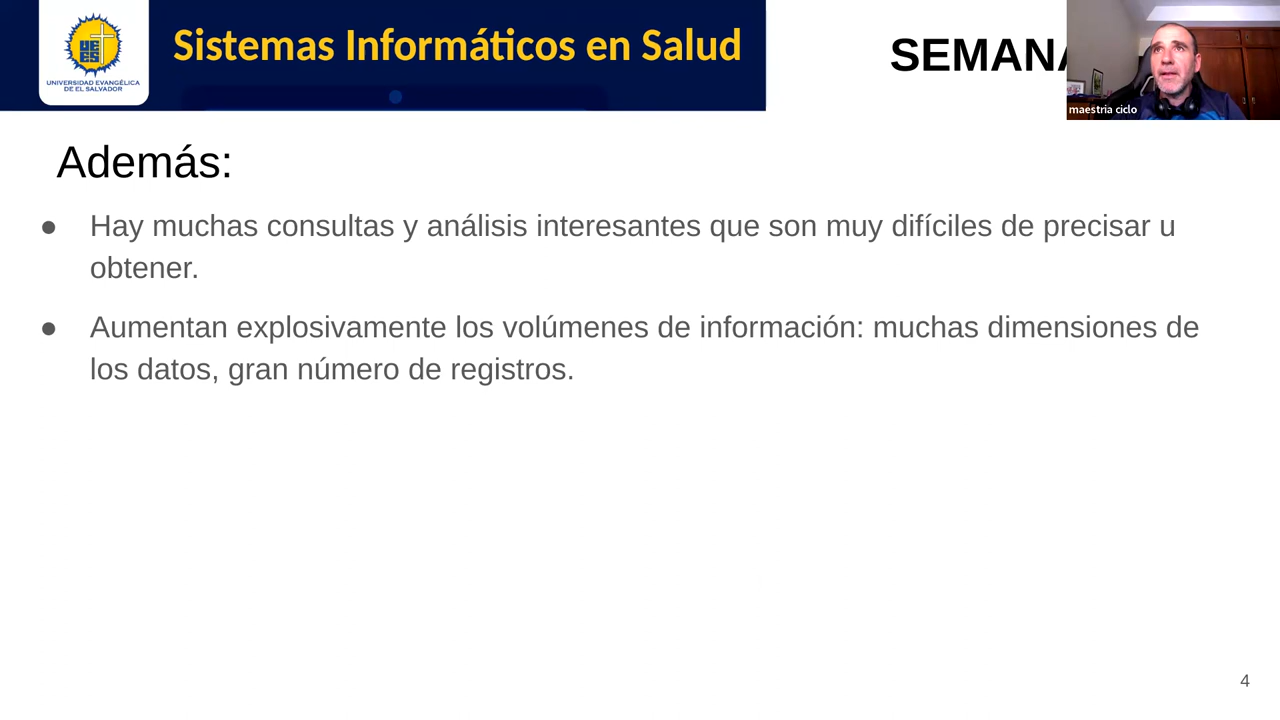 UNIVERSIDAD EVANGÉLICA
DE EL SALVADOR
Sistemas Informáticos en Salud
SEMANA
maestria ciclo
Además:
● Hay muchas consultas y análisis interesantes que son muy difíciles de precisar u
obtener.
● Aumentan explosivamente los volúmenes de información: muchas dimensiones de
los datos, gran número de registros.
4